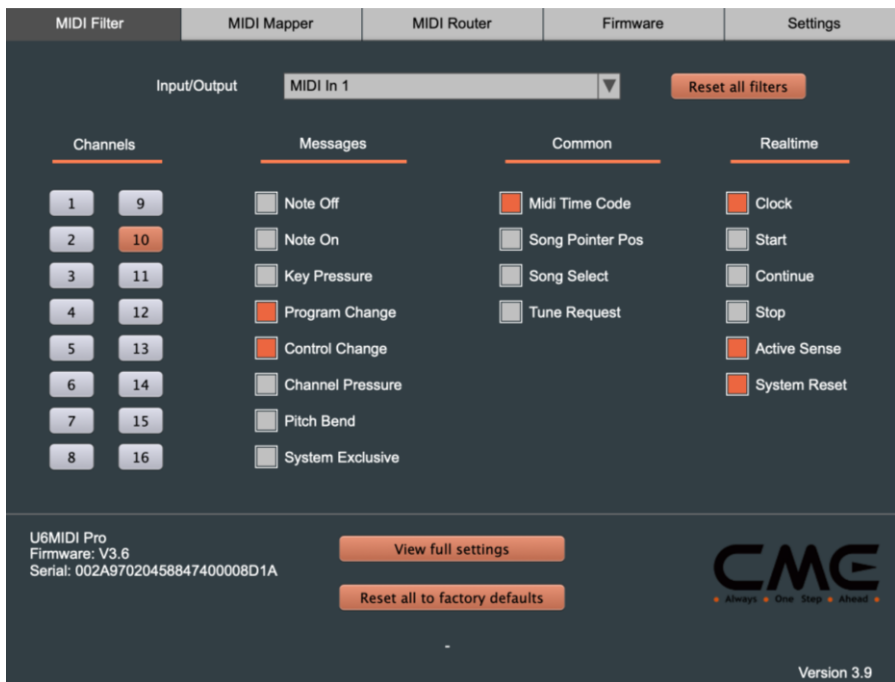 MIDI Filter MIDI Mapper MIDI Router Firmware Settings
Input/Output MIDI In 1 Reset all filters
Channels Messages Common Realtime
1 9 Note Off Midi Time Code Clock
2 10 Note On Song Pointer Pos Start
3 11 Key Pressure Song Select Continue
4 12 Program Change Tune Request Stop
5 13 Control Change Active Sense
6 14 Channel Pressure System Reset
7 15 Pitch Bend
8 16 System Exclusive
U6MIDI Pro
Firmware: V3.6
Serial: 002A97020458847400008D1A
View full settings
Reset all to factory defaults
CME
Always One Step Ahead
-
Version 3.9